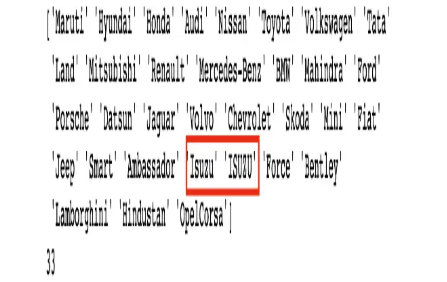 ['Maruti' 'Hyundai' 'Honda' 'Audi' 'Nissan' 'Toyota' 'Volkswagen' 'Tata'
'Land' 'Mitsubishi' 'Renault' 'Mercedes-Benz' 'BMW' 'Mahindra' 'Ford'
'Porsche' 'Datsun' 'Jaguar' 'Volvo' 'Chevrolet' 'Skoda' 'Mini' 'Fiat'
'Jeep' 'Smart' 'Ambassador' 'Isuzu' 'ISUZU' 'Force' 'Bentley'
'Lamborghini' 'Hindustan' 'OpelCorsa']
33